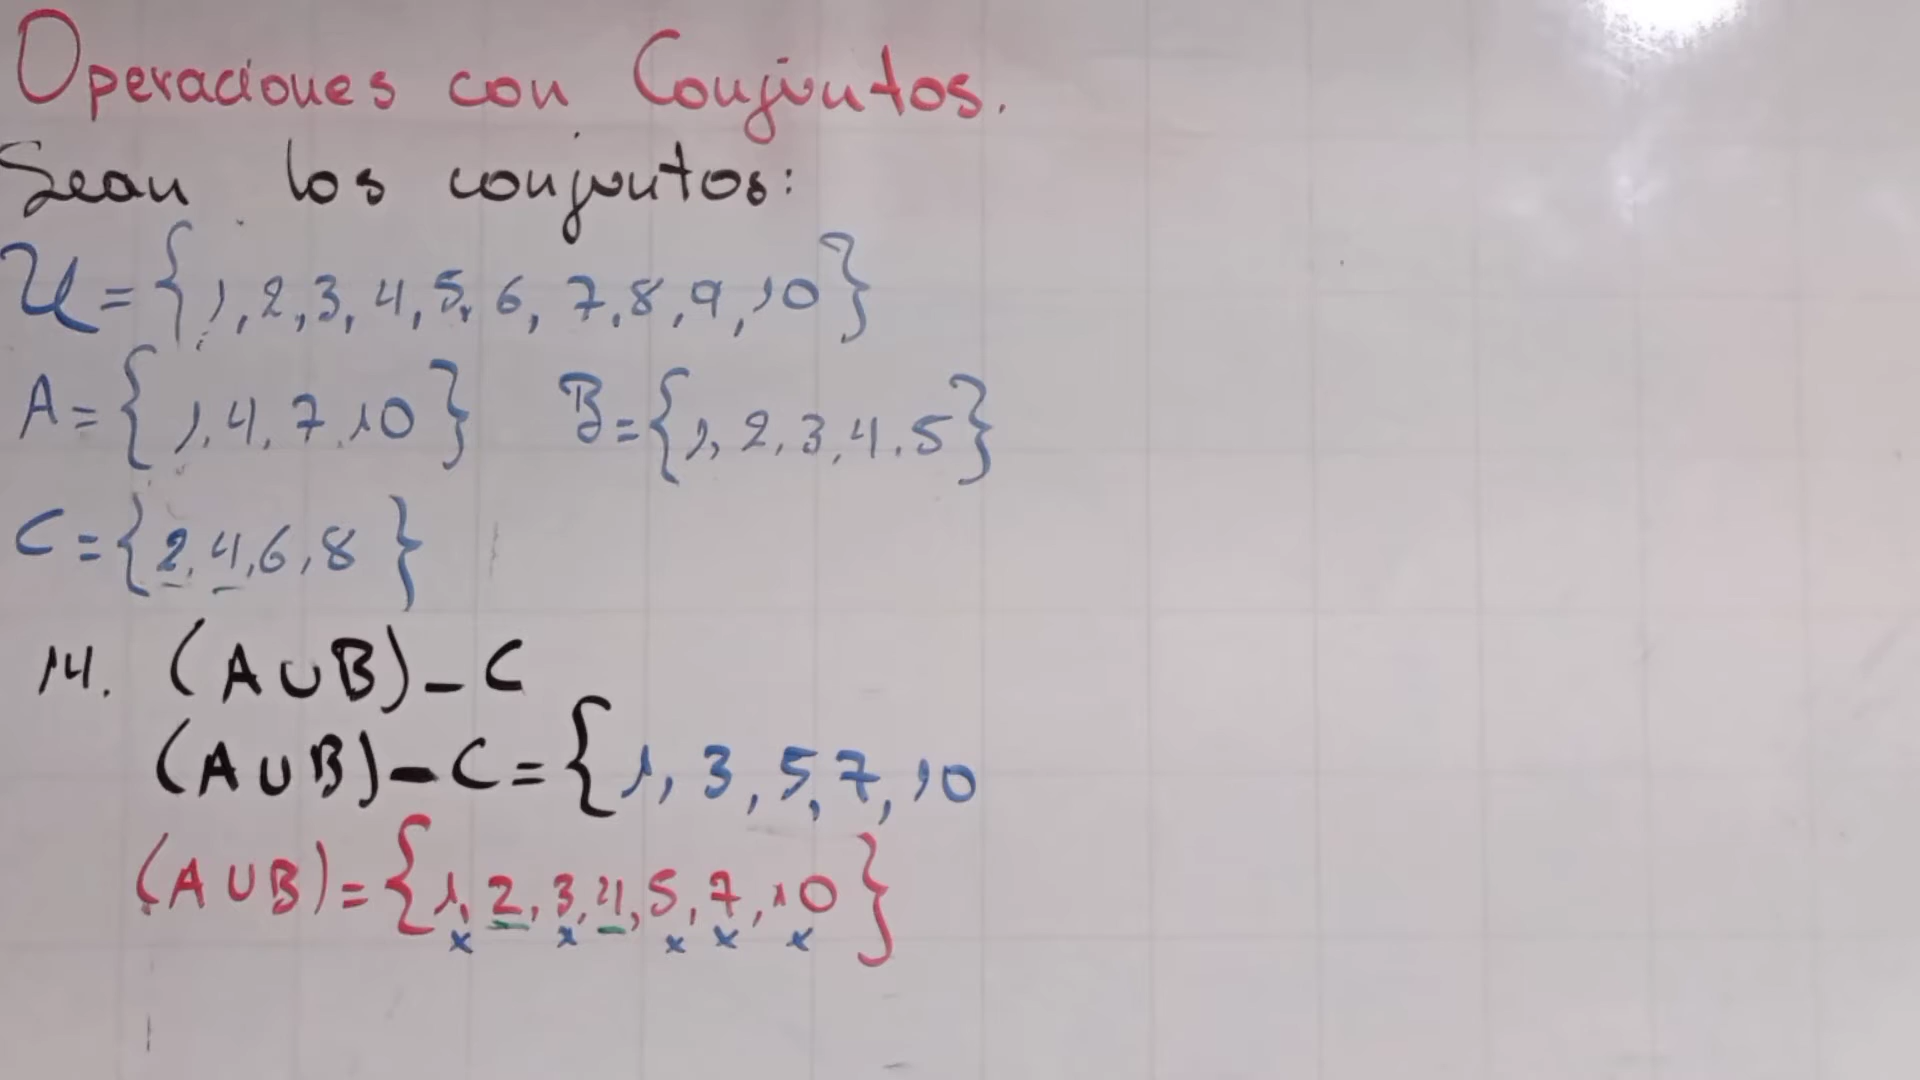 Operaciones con Conjuntos.
Sean los conjuntos:
U = {1, 2, 3, 4, 5, 6, 7, 8, 9, 10}
A = {1, 4, 7, 10} B = {1, 2, 3, 4, 5}
C = {2, 4, 6, 8}
14. (A ∪ B) - C
(A ∪ B) - C = {1, 3, 5, 7, 10
(A ∪ B) = {1, 2, 3, 4, 5, 7, 10}
x x x x x